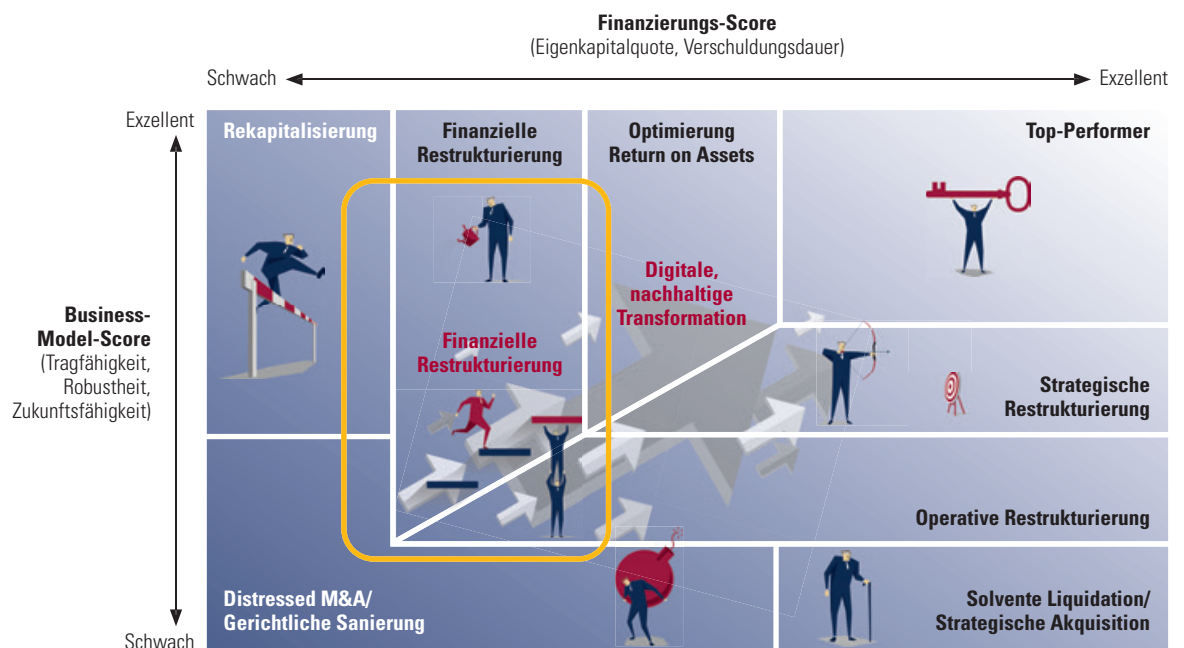 Finanzierungs-Score
(Eigenkapitalquote, Verschuldungsdauer)
Schwach
Exzellent
Exzellent
Rekapitalisierung
Finanzielle
Restrukturierung
Optimierung
Return on Assets
Top-Performer
Digitale,
nachhaltige
Transformation
Business-
Model-Score
(Tragfähigkeit,
Robustheit,
Zukunftsfähigkeit)
Finanzielle
Restrukturierung
Strategische
Restrukturierung
Operative Restrukturierung
Distressed M&A/
Gerichtliche Sanierung
Solvente Liquidation/
Strategische Akquisition
Schwach